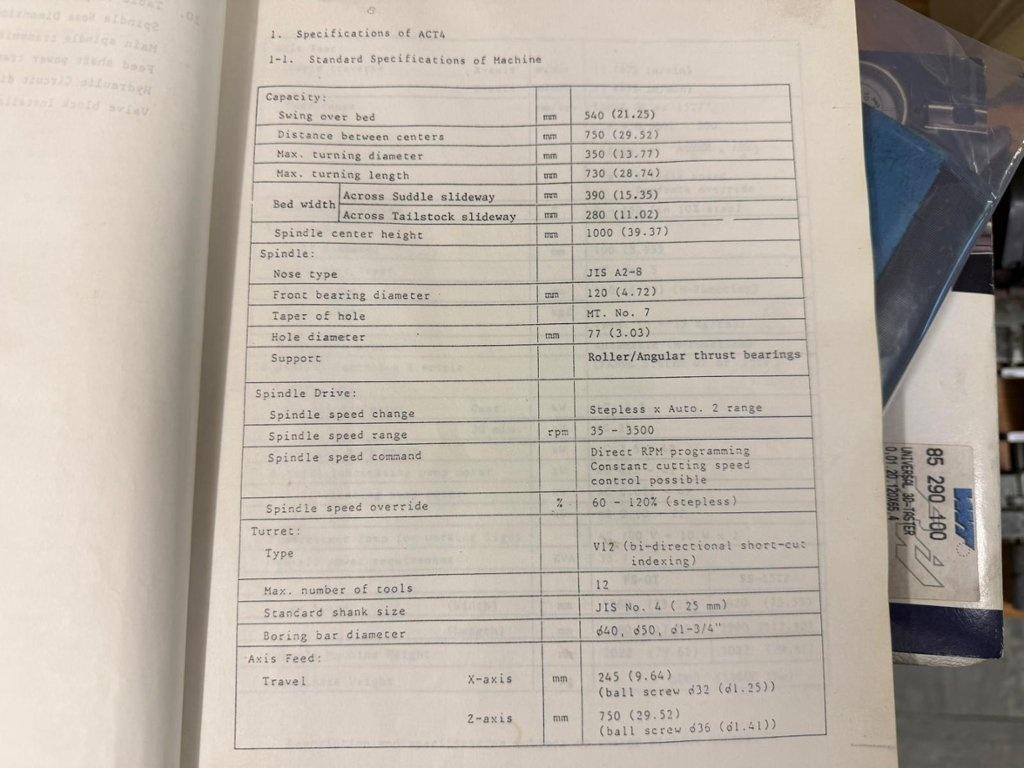 1. Specifications of ACT4
1-1. Standard Specifications of Machine
Capacity:
Swing over bed mm 540 (21.25)
Distance between centers mm 750 (29.52)
Max. turning diameter mm 350 (13.77)
Max. turning length mm 730 (28.74)
Bed width Across Suddle slideway mm 390 (15.35)
Across Tailstock slideway mm 280 (11.02)
Spindle center height mm 1000 (39.37)
Spindle:
Nose type JIS A2-8
Front bearing diameter mm 120 (4.72)
Taper of hole MT. No. 7
Hole diameter mm 77 (3.03)
Support Roller/Angular thrust bearings
Spindle Drive:
Spindle speed change Stepless x Auto. 2 range
Spindle speed range rpm 35 - 3500
Spindle speed command Direct RPM programming
Constant cutting speed
control possible
Spindle speed override % 60 - 120% (stepless)
Turret:
Type V12 (bi-directional short-cut
indexing)
Max. number of tools 12
Standard shank size JIS No. 4 ( 25 mm)
Boring bar diameter ø40, ø50, ø1-3/4"
Axis Feed:
Travel X-axis mm 245 (9.64)
(ball screw ø32 (ø1.25))
Z-axis mm 750 (29.52)
(ball screw ø36 (ø1.41))
85 290 400
UNIVERSAL 3D-TASTER